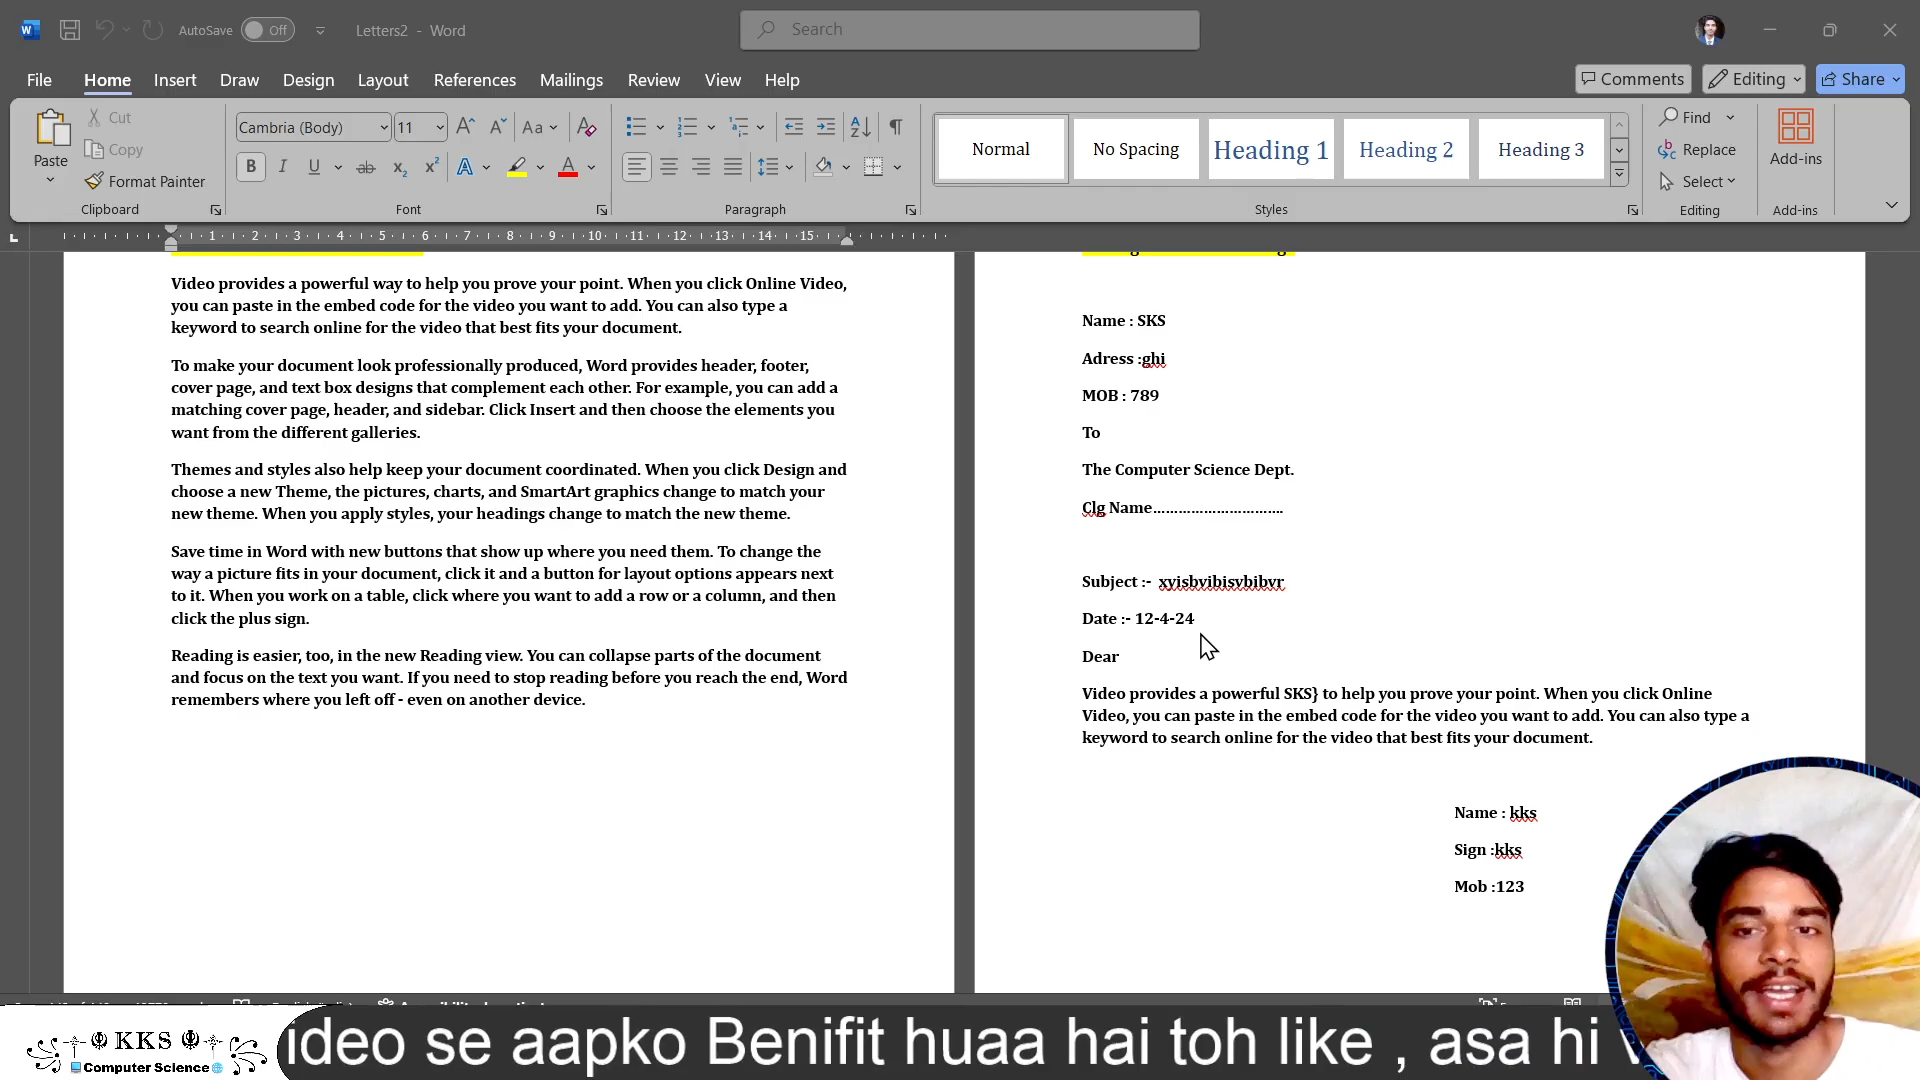 AutoSave Off Letters2 - Word Search
File Home Insert Draw Design Layout References Mailings Review View Help Comments Editing Share
Paste Cut Copy Format Painter
Cambria (Body) 11
Normal No Spacing Heading 1 Heading 2 Heading 3
Find Replace Select Add-ins
Clipboard Font Paragraph Styles Editing Add-ins
1 2 3 4 5 6 7 8 9 10 11 12 13 14 15
Video provides a powerful way to help you prove your point. When you click Online Video,
you can paste in the embed code for the video you want to add. You can also type a
keyword to search online for the video that best fits your document.
To make your document look professionally produced, Word provides header, footer,
cover page, and text box designs that complement each other. For example, you can add a
matching cover page, header, and sidebar. Click Insert and then choose the elements you
want from the different galleries.
Themes and styles also help keep your document coordinated. When you click Design and
choose a new Theme, the pictures, charts, and SmartArt graphics change to match your
new theme. When you apply styles, your headings change to match the new theme.
Save time in Word with new buttons that show up where you need them. To change the
way a picture fits in your document, click it and a button for layout options appears next
to it. When you work on a table, click where you want to add a row or a column, and then
click the plus sign.
Reading is easier, too, in the new Reading view. You can collapse parts of the document
and focus on the text you want. If you need to stop reading before you reach the end, Word
remembers where you left off - even on another device.
Name : SKS
Adress :ghi
MOB : 789
To
The Computer Science Dept.
Clg Name................................
Subject :- xyisbvibisvbibvr
Date :- 12-4-24
Dear
Video provides a powerful SKS} to help you prove your point. When you click Online
Video, you can paste in the embed code for the video you want to add. You can also type a
keyword to search online for the video that best fits your document.
Name : kks
Sign :kks
Mob :123
KKS
Computer Science
ideo se aapko Benifit huaa hai toh like , asa hi